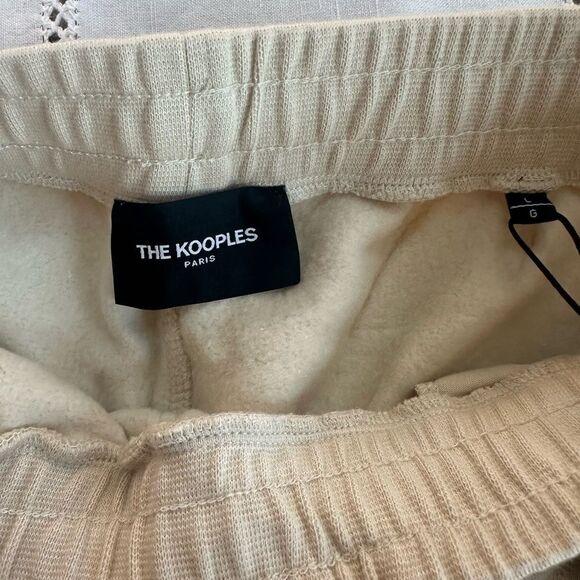 THE KOOPLES
PARIS
L
G